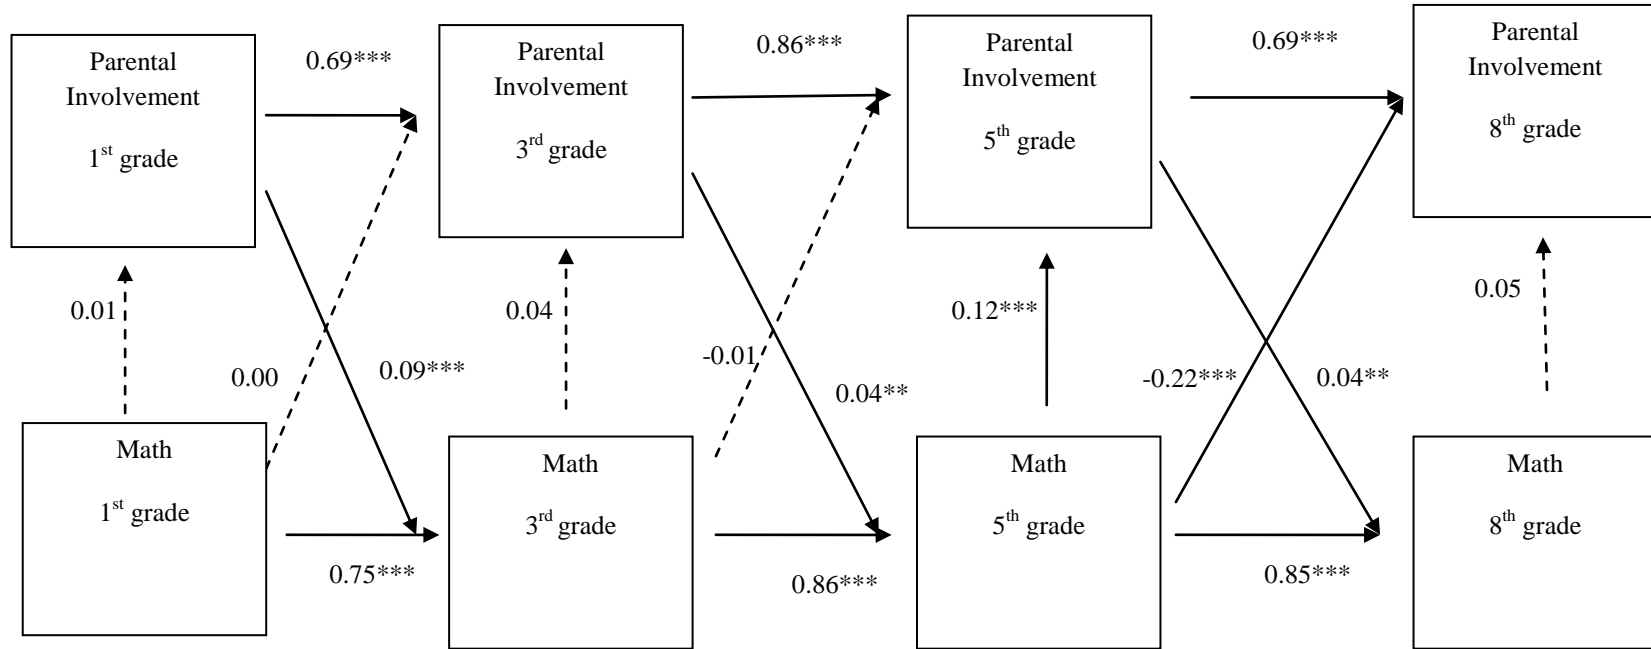 Parental
Involvement
1st grade
0.69***
Parental
Involvement
3rd grade
0.86***
Parental
Involvement
5th grade
0.69***
Parental
Involvement
8th grade
0.01
0.00
0.09***
0.04
-0.01
0.04**
0.12***
-0.22***
0.04**
0.05
Math
1st grade
0.75***
Math
3rd grade
0.86***
Math
5th grade
0.85***
Math
8th grade